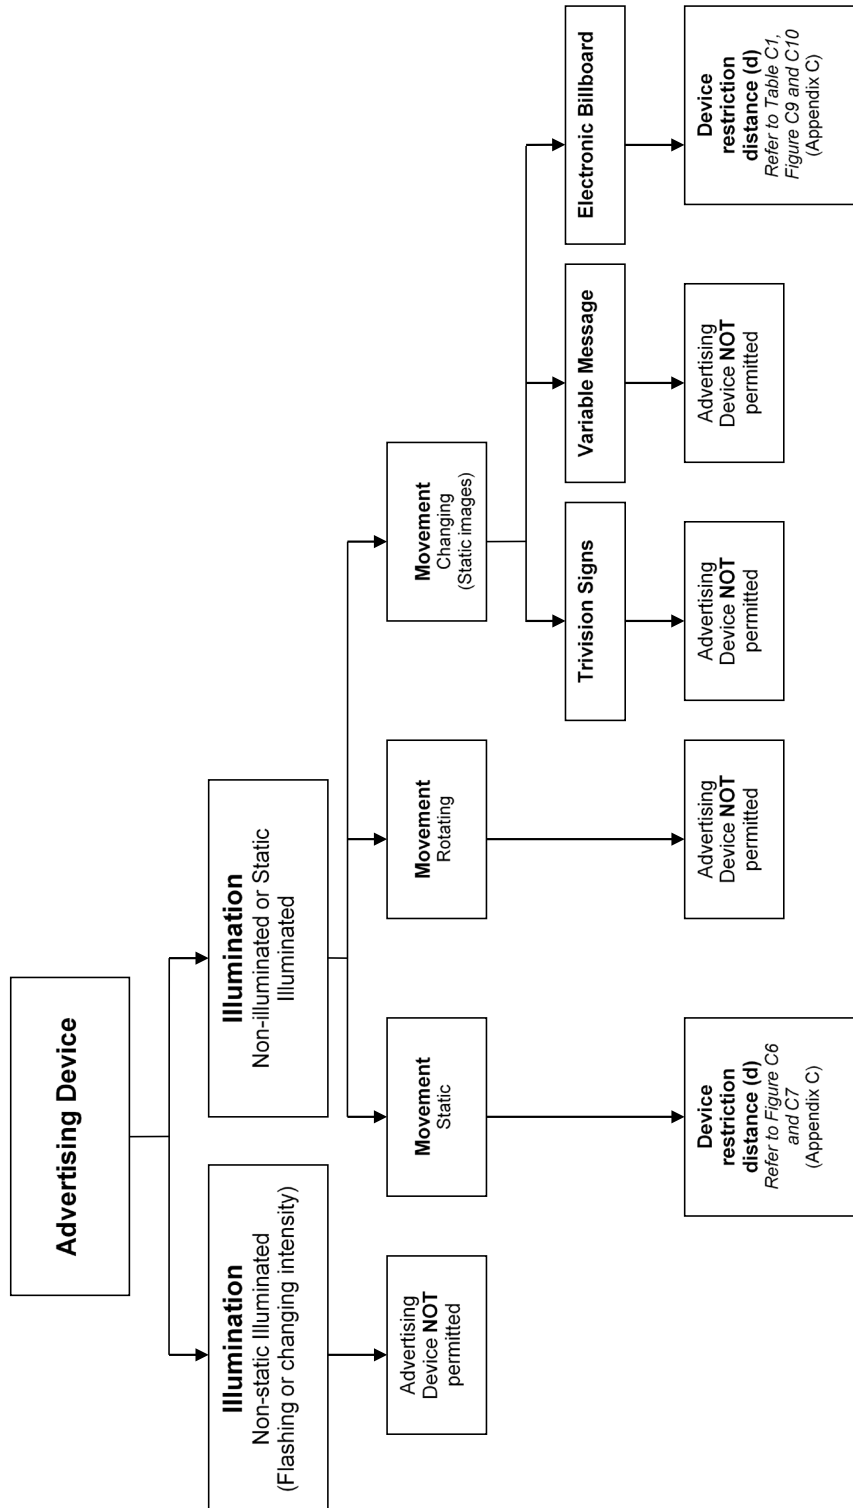 Advertising Device
Illumination
Non-static Illuminated
(Flashing or changing intensity)
Illumination
Non-illuminated or Static
Illuminated
Advertising
Device NOT
permitted
Movement
Static
Movement
Rotating
Movement
Changing
(Static images)
Trivision Signs
Variable Message
Electronic Billboard
Device
restriction
distance (d)
Refer to Figure C6
and C7
(Appendix C)
Advertising
Device NOT
permitted
Advertising
Device NOT
permitted
Advertising
Device NOT
permitted
Device
restriction
distance (d)
Refer to Table C1,
Figure C9 and C10
(Appendix C)